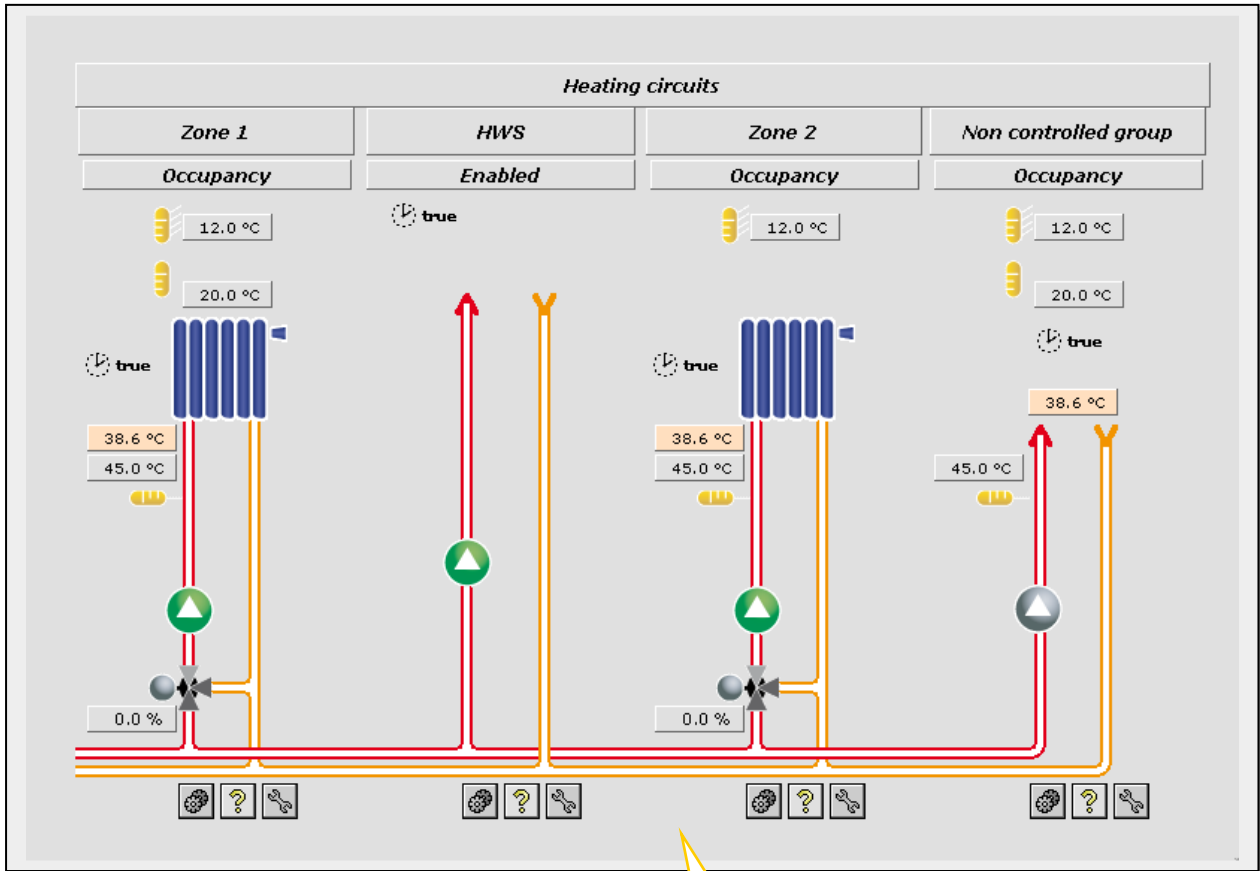 Heating circuits
Zone 1 HWS Zone 2 Non controlled group
Occupancy Enabled Occupancy Occupancy
12.0 °C true 12.0 °C 12.0 °C
20.0 °C 20.0 °C
true true true
38.6 °C
38.6 °C 38.6 °C
45.0 °C 45.0 °C 45.0 °C
0.0 % 0.0 %
? ? ? ?